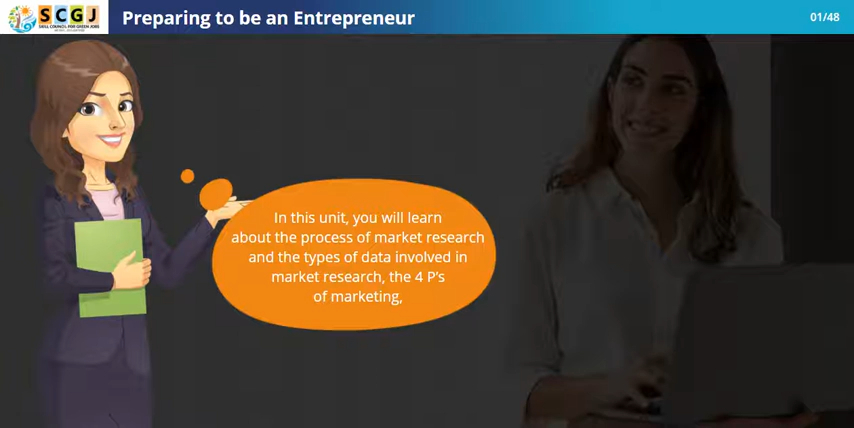 SCGJ
SKILL COUNCIL FOR GREEN JOBS
Preparing to be an Entrepreneur
01/48
In this unit, you will learn
about the process of market research
and the types of data involved in
market research, the 4 P's
of marketing,